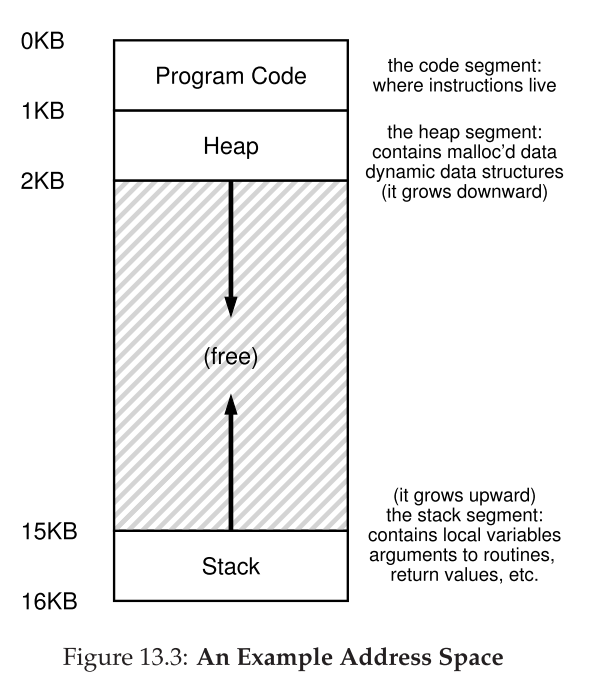 0KB
Program Code
the code segment:
where instructions live
1KB
Heap
the heap segment:
contains malloc'd data
dynamic data structures
(it grows downward)
2KB
(free)
(it grows upward)
the stack segment:
contains local variables
arguments to routines,
return values, etc.
15KB
Stack
16KB
Figure 13.3: An Example Address Space